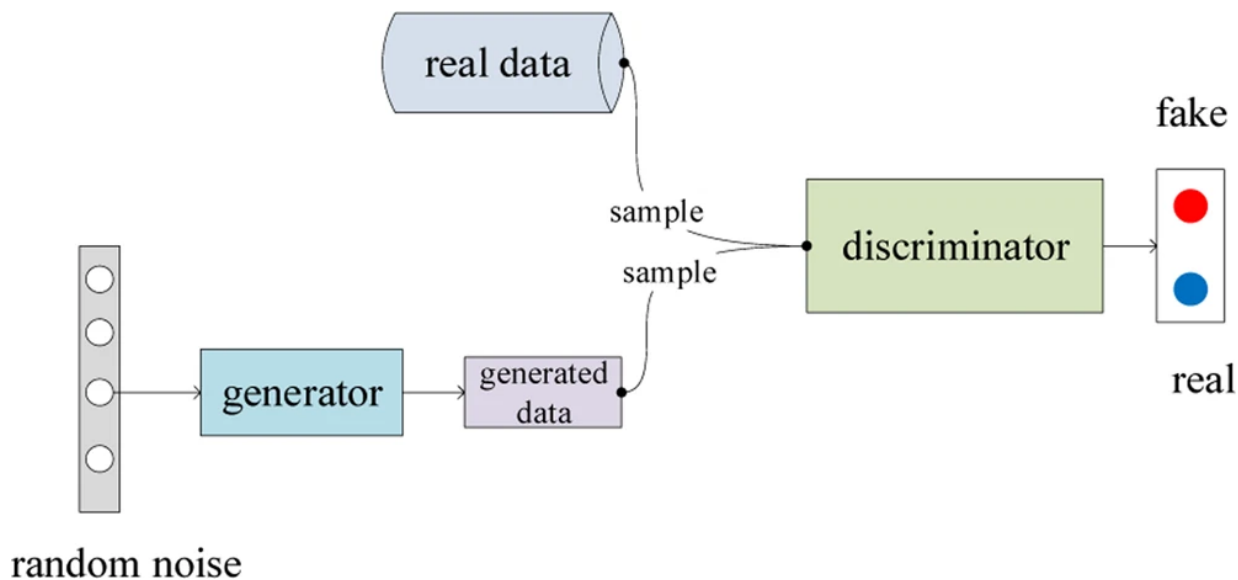 real data
fake
sample
discriminator
sample
generator
generated
data
real
random noise